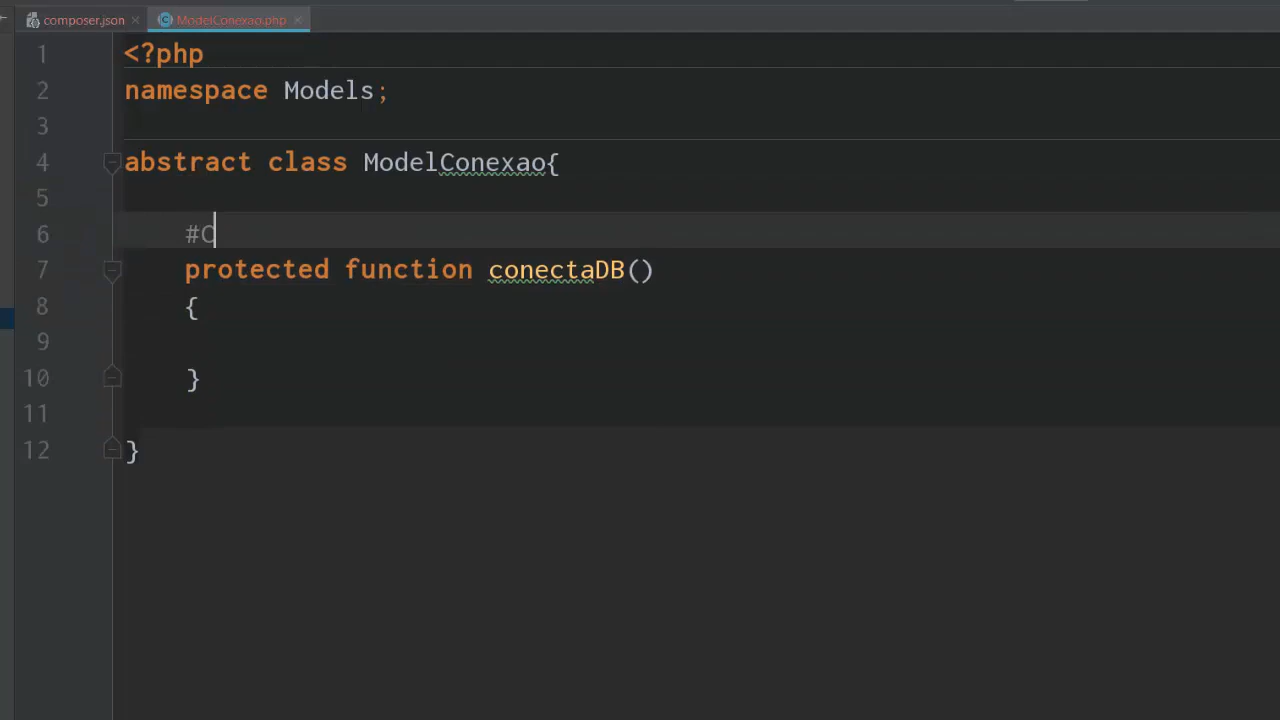 composer.json ModelConexao.php
1 <?php
2 namespace Models;
3
4 abstract class ModelConexao{
5
6 #C
7 protected function conectaDB()
8 {
9
10 }
11
12 }